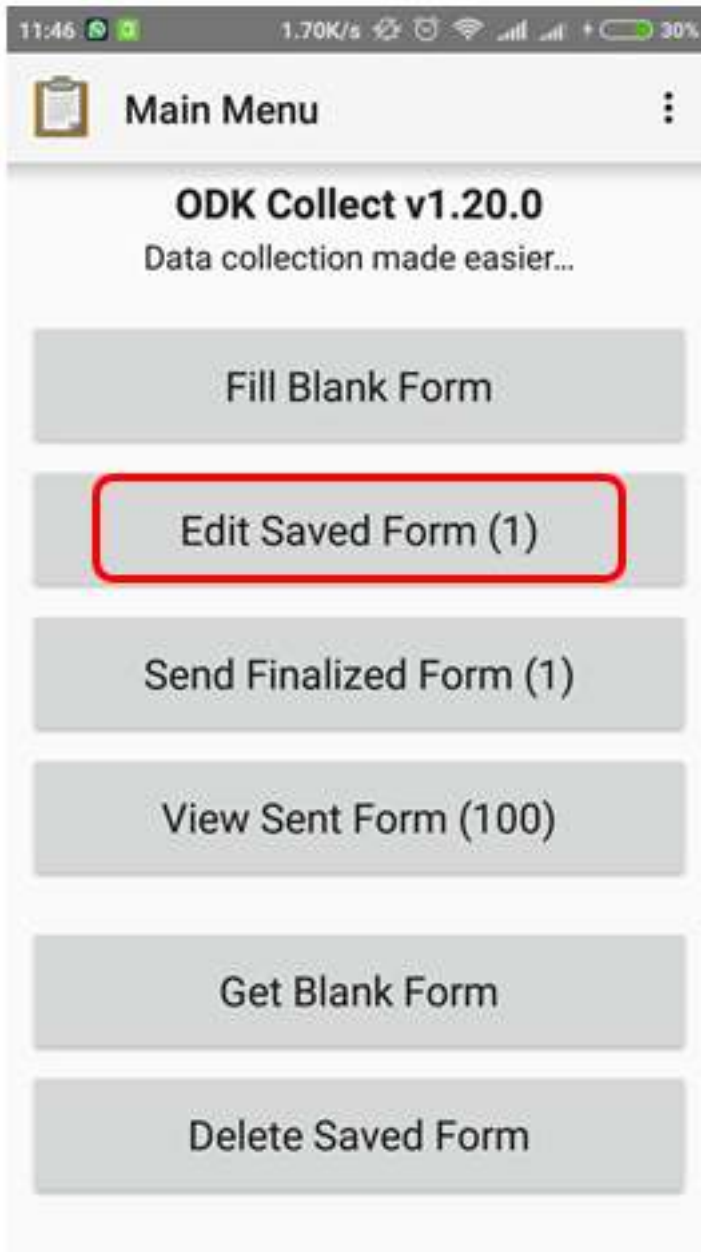 11:46 1.70K/s 30%
Main Menu
ODK Collect v1.20.0
Data collection made easier...
Fill Blank Form
Edit Saved Form (1)
Send Finalized Form (1)
View Sent Form (100)
Get Blank Form
Delete Saved Form